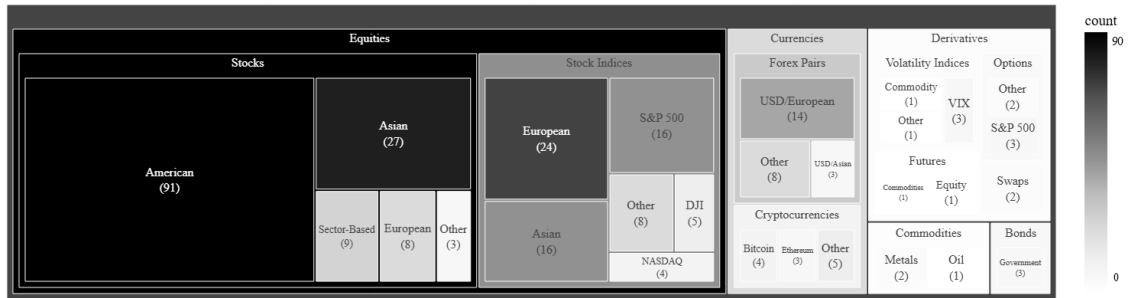 Equities
Stocks
American
(91)
Asian
(27)
Sector-Based
(9)
European
(8)
Other
(3)
Stock Indices
European
(24)
Asian
(16)
S&P 500
(16)
Other
(8)
DJI
(5)
NASDAQ
(4)
Currencies
Forex Pairs
USD/European
(14)
Other
(8)
USD/Asian
(3)
Cryptocurrencies
Bitcoin
(4)
Ethereum
(3)
Other
(5)
Derivatives
Volatility Indices
Commodity
(1)
Other
(1)
VIX
(3)
Futures
Commodities
(1)
Equity
(1)
Options
Other
(2)
S&P 500
(3)
Swaps
(2)
Commodities
Metals
(2)
Oil
(1)
Bonds
Government
(3)
count
90
0